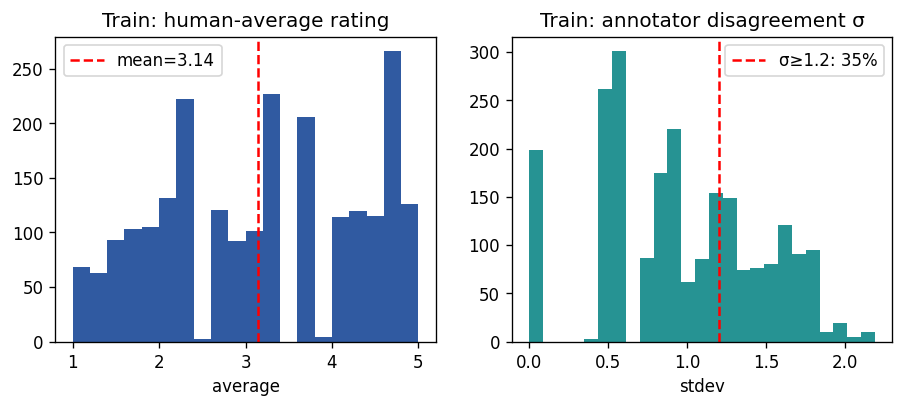 Train: human-average rating
mean=3.14
250
200
150
100
50
0
1 2 3 4 5
average
Train: annotator disagreement σ
σ≥1.2: 35%
300
250
200
150
100
50
0
0.0 0.5 1.0 1.5 2.0
stdev